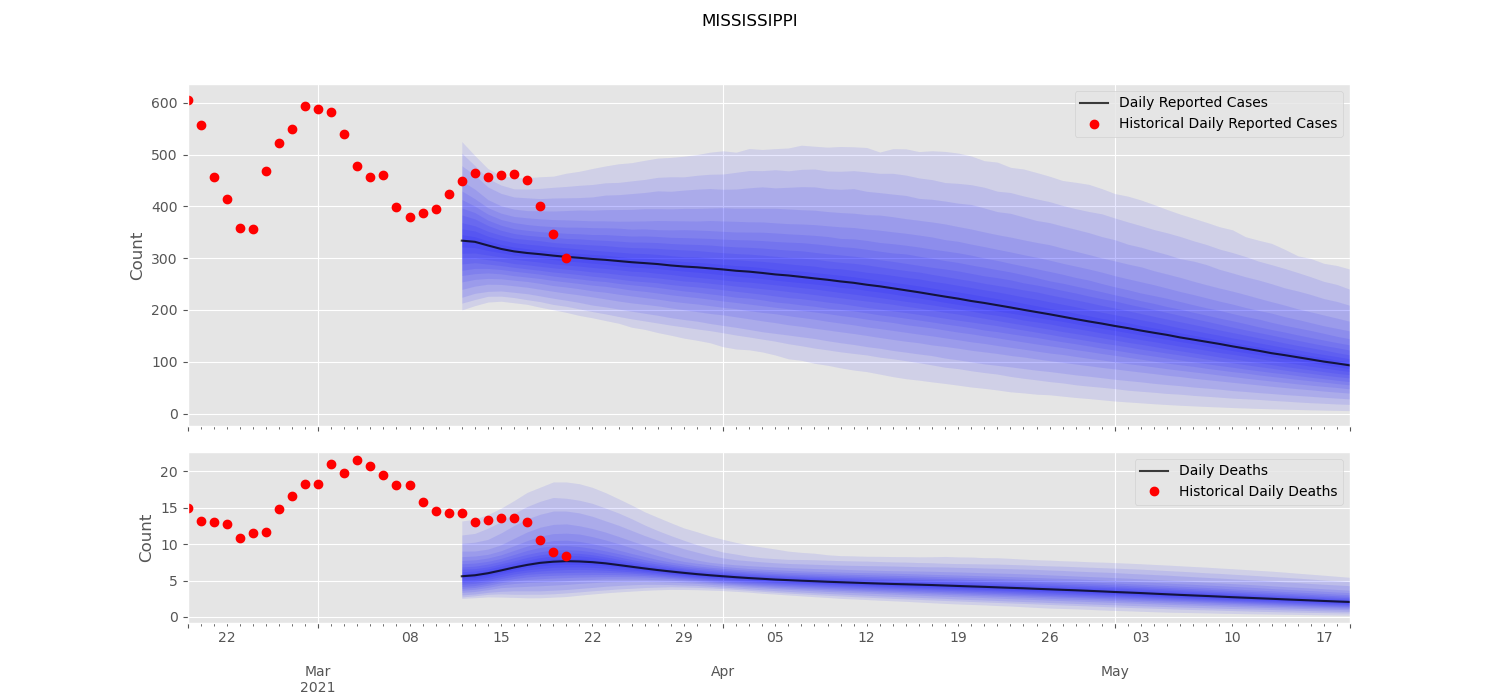 MISSISSIPPI
600
500
400
300
200
100
0
Count
Daily Reported Cases
Historical Daily Reported Cases
20
15
10
5
0
Count
Daily Deaths
Historical Daily Deaths
22 08 15 22 29 05 12 19 26 03 10 17
Mar Apr May
2021